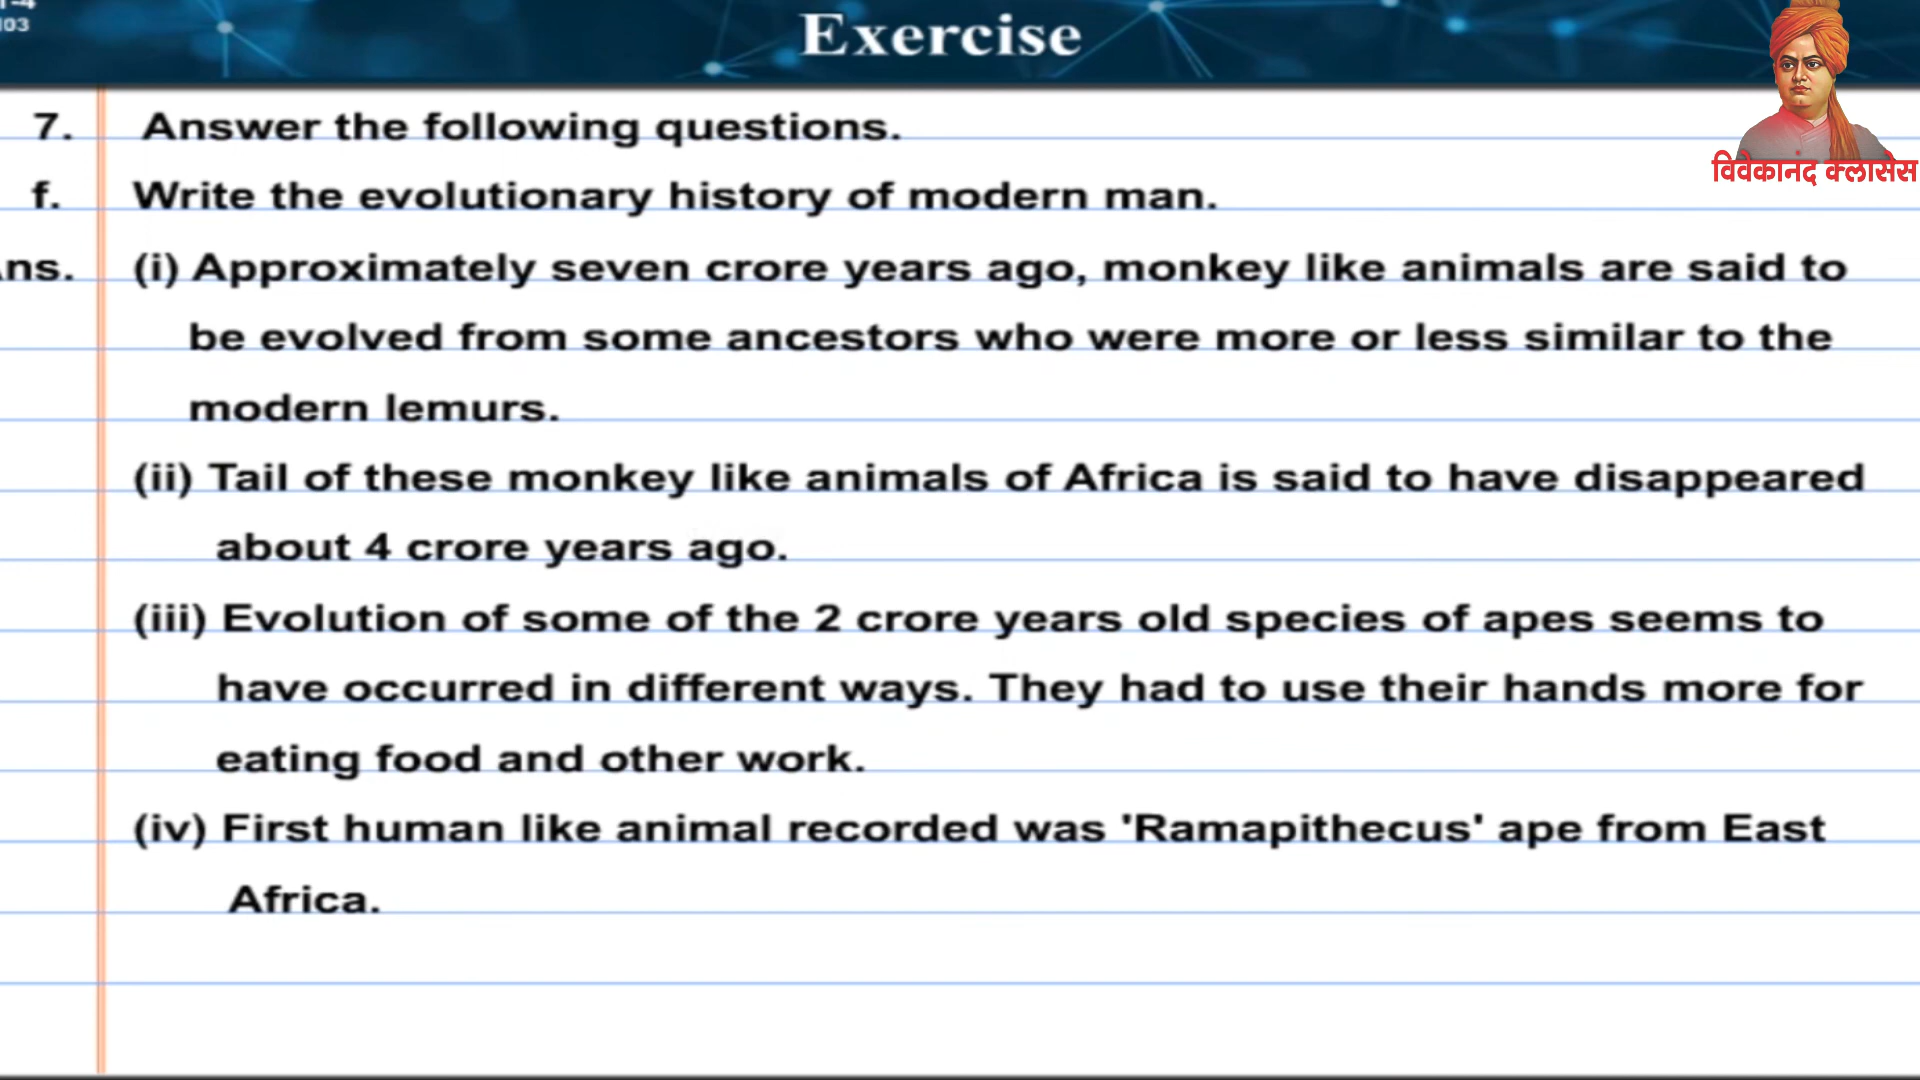 Exercise
विवेकानद क्लासेस
7. Answer the following questions.
f. Write the evolutionary history of modern man.
(i) Approximately seven crore years ago, monkey like animals are said to
be evolved from some ancestors who were more or less similar to the
modern lemurs.
(ii) Tail of these monkey like animals of Africa is said to have disappeared
about 4 crore years ago.
(iii) Evolution of some of the 2 crore years old species of apes seems to
have occurred in different ways. They had to use their hands more for
eating food and other work.
(iv) First human like animal recorded was 'Ramapithecus' ape from East
Africa.